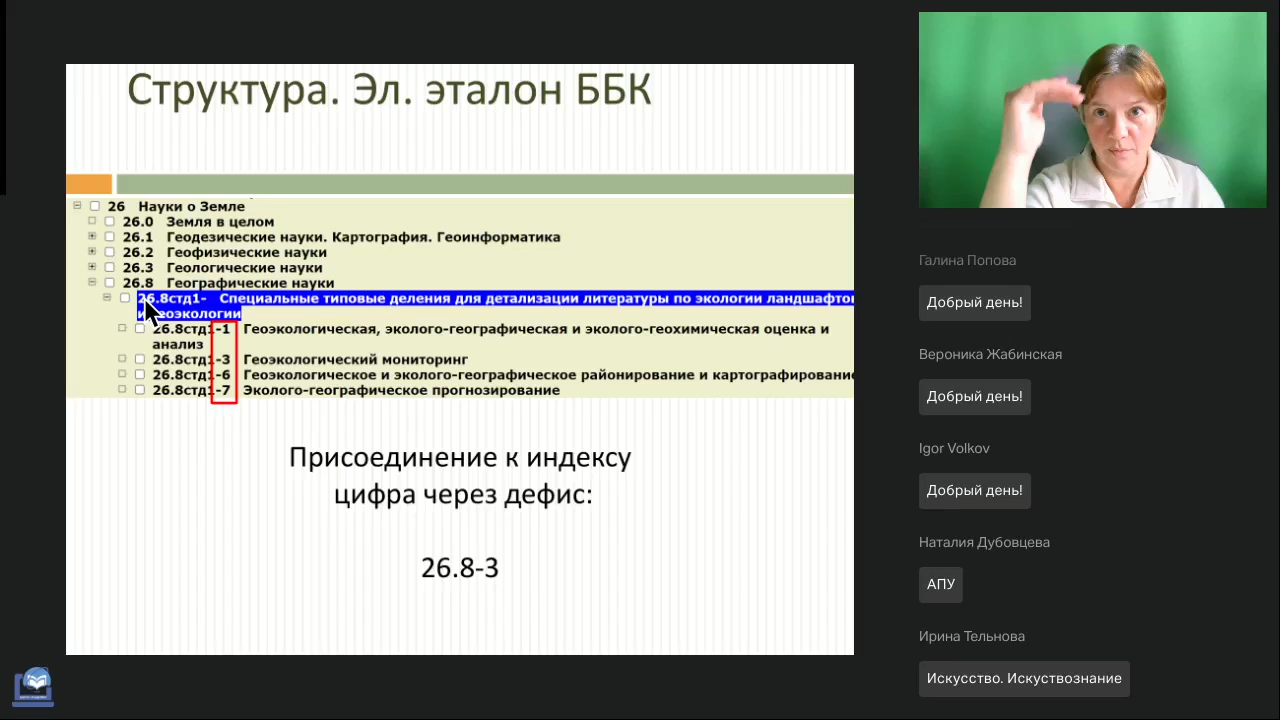 Структура. Эл. эталон ББК
26 Науки о Земле
26.0 Земля в целом
26.1 Геодезические науки. Картография. Геоинформатика
26.2 Геофизические науки
26.3 Геологические науки
26.8 Географические науки
26.8стд1- Специальные типовые деления для детализации литературы по экологии ландшафтов
и геоэкологии
26.8стд1-1 Геоэкологическая, эколого-географическая и эколого-геохимическая оценка и
анализ
26.8стд1-3 Геоэкологический мониторинг
26.8стд1-6 Геоэкологическое и эколого-географическое районирование и картографирование
26.8стд1-7 Эколого-географическое прогнозирование
Присоединение к индексу
цифра через дефис:
26.8-3
Галина Попова
Добрый день!
Вероника Жабинская
Добрый день!
Igor Volkov
Добрый день!
Наталия Дубовцева
АПУ
Ирина Тельнова
Искусство. Искуствознание